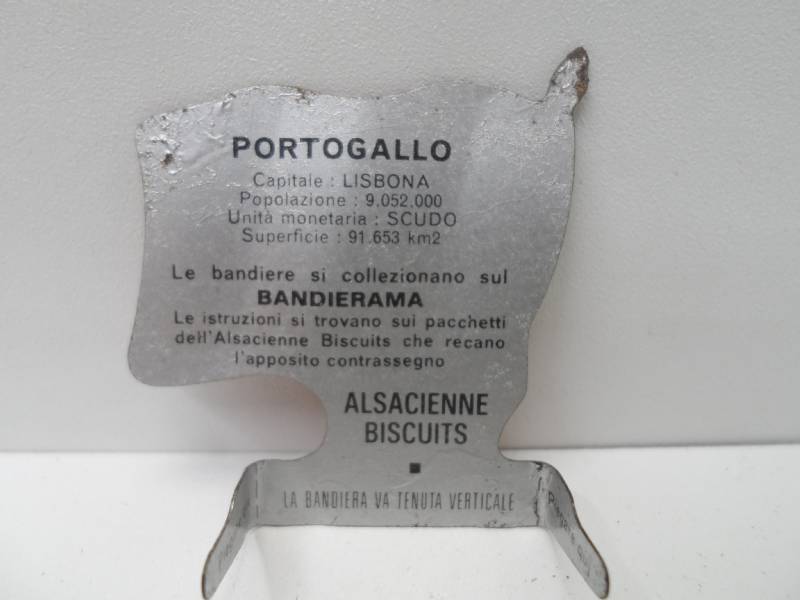 PORTOGALLO
Capitale : LISBONA
Popolazione : 9.052.000
Unità monetaria : SCUDO
Superficie : 91.653 km2
Le bandiere si collezionano sul
BANDIERAMA
Le istruzioni si trovano sui pacchetti
dell'Alsacienne Biscuits che recano
l'apposito contrassegno
ALSACIENNE
BISCUITS
LA BANDIERA VA TENUTA VERTICALE
Piegare qui